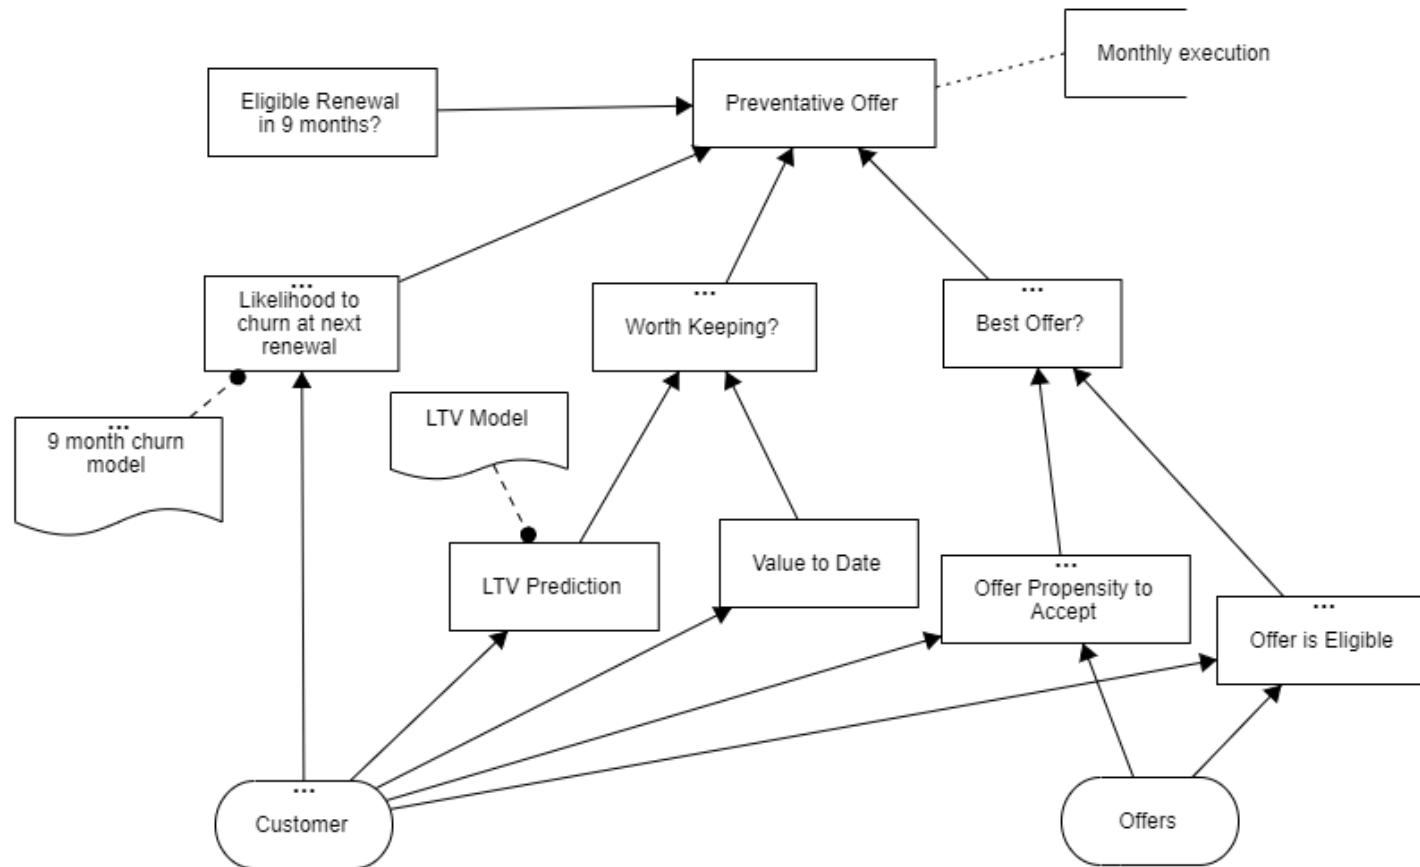 Monthly execution
Eligible Renewal
in 9 months?
Preventative Offer
...
Likelihood to
churn at next
renewal
...
Worth Keeping?
...
Best Offer?
...
9 month churn
model
LTV Model
LTV Prediction
Value to Date
...
Offer Propensity to
Accept
...
Offer is Eligible
...
Customer
Offers